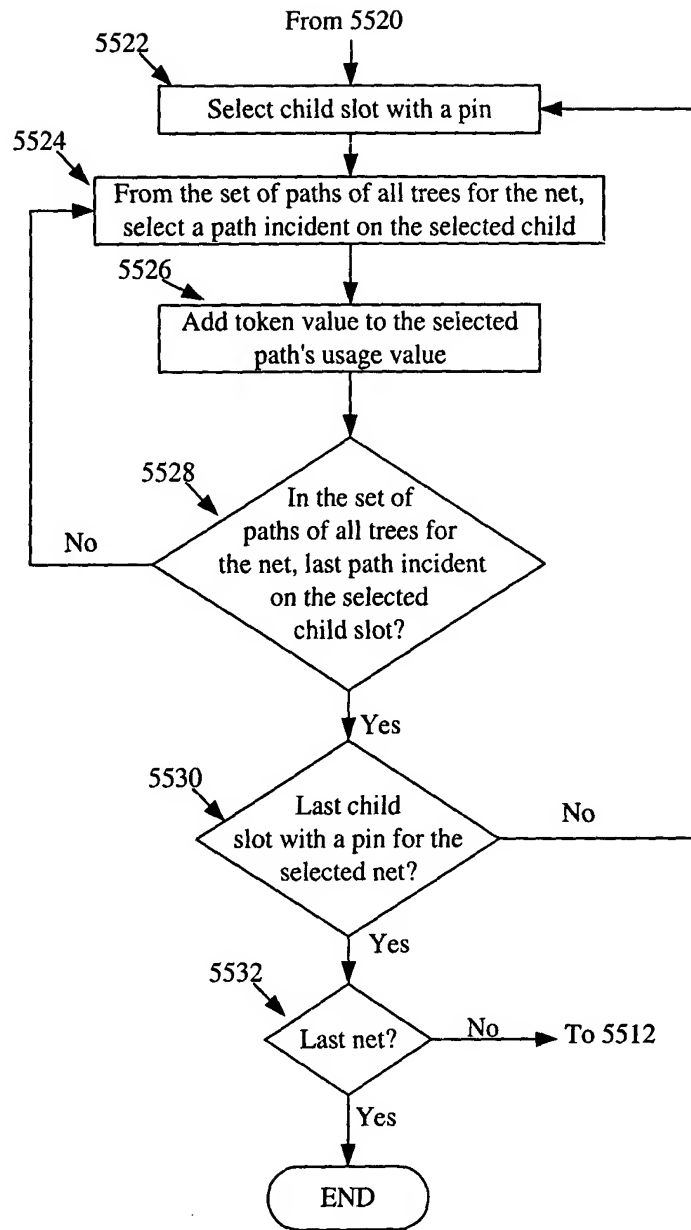 From 5520
5522
Select child slot with a pin
5524
From the set of paths of all trees for the net,
select a path incident on the selected child
5526
Add token value to the selected
path's usage value
5528
In the set of
paths of all trees for
the net, last path incident
on the selected
child slot?
No
Yes
5530
Last child
slot with a pin for the
selected net?
No
Yes
5532
Last net?
No
To 5512
Yes
END